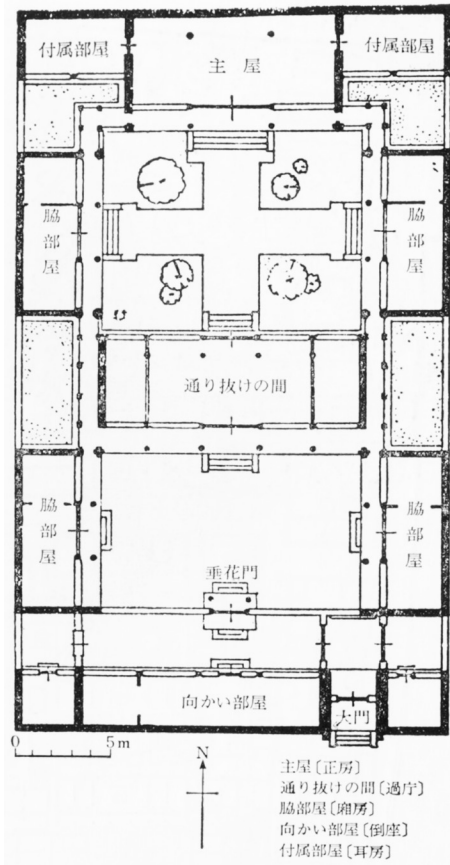 付属部屋
主屋
付属部屋
脇部屋
脇部屋
通り抜けの間
脇部屋
脇部屋
垂花門
向かい部屋
大門
0 5m
N
主屋〔正房〕
通り抜けの間〔過庁〕
脇部屋〔廂房〕
向かい部屋〔倒座〕
付属部屋〔耳房〕